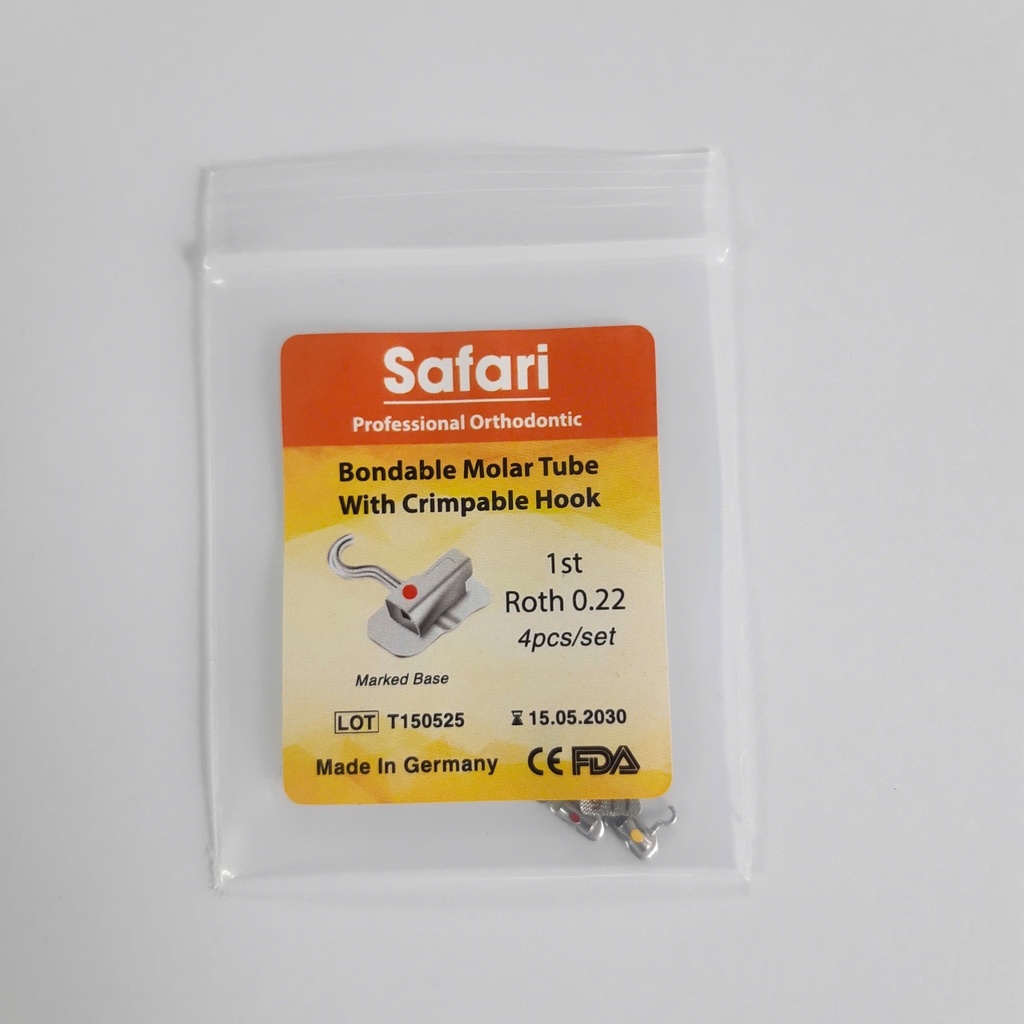 Safari
Professional Orthodontic
Bondable Molar Tube
With Crimpable Hook
1st
Roth 0.22
4pcs/set
Marked Base
LOT T150525
15.05.2030
Made In Germany
CE FDA